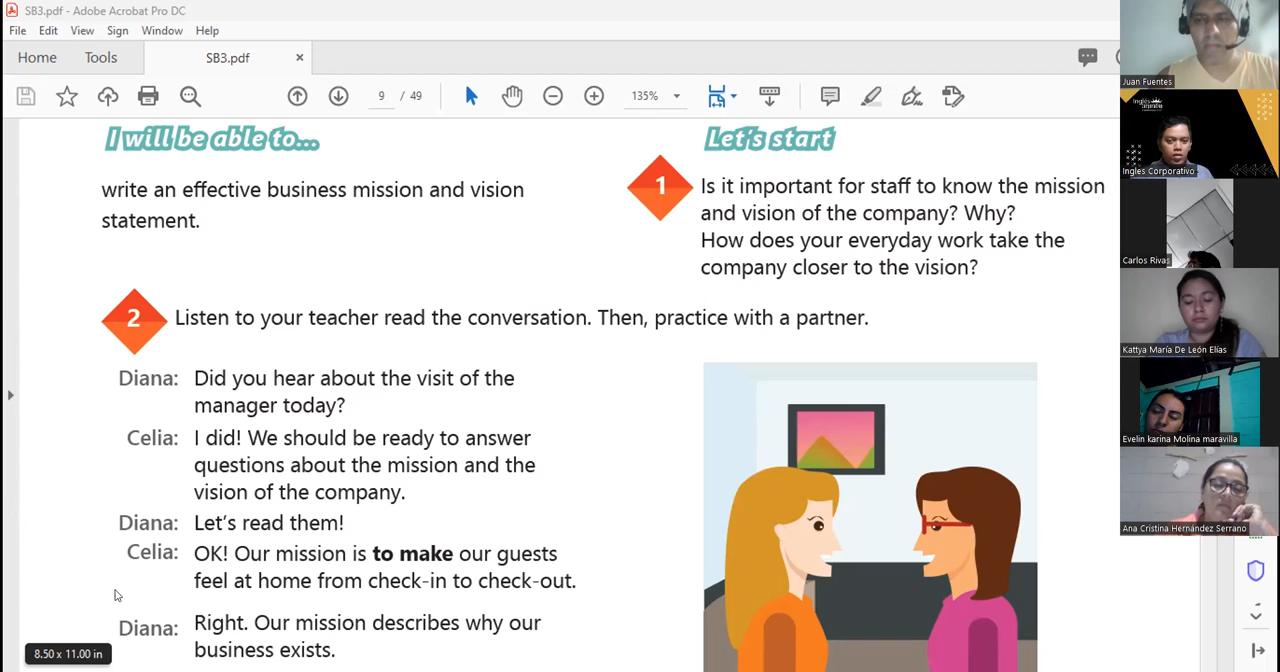 SB3.pdf - Adobe Acrobat Pro DC
File Edit View Sign Window Help
Home Tools SB3.pdf ×
9 / 49 135%
I will be able to...
write an effective business mission and vision
statement.
Let's start
1 Is it important for staff to know the mission
and vision of the company? Why?
How does your everyday work take the
company closer to the vision?
2 Listen to your teacher read the conversation. Then, practice with a partner.
Diana: Did you hear about the visit of the
manager today?
Celia: I did! We should be ready to answer
questions about the mission and the
vision of the company.
Diana: Let's read them!
Celia: OK! Our mission is to make our guests
feel at home from check-in to check-out.
Diana: Right. Our mission describes why our
business exists.
8.50 x 11.00 in
Juan Fuentes
Ingles Corporativo
Carlos Rivas
Kattya María De León Elías
Evelin karina Molina maravilla
Ana Cristina Hernández Serrano